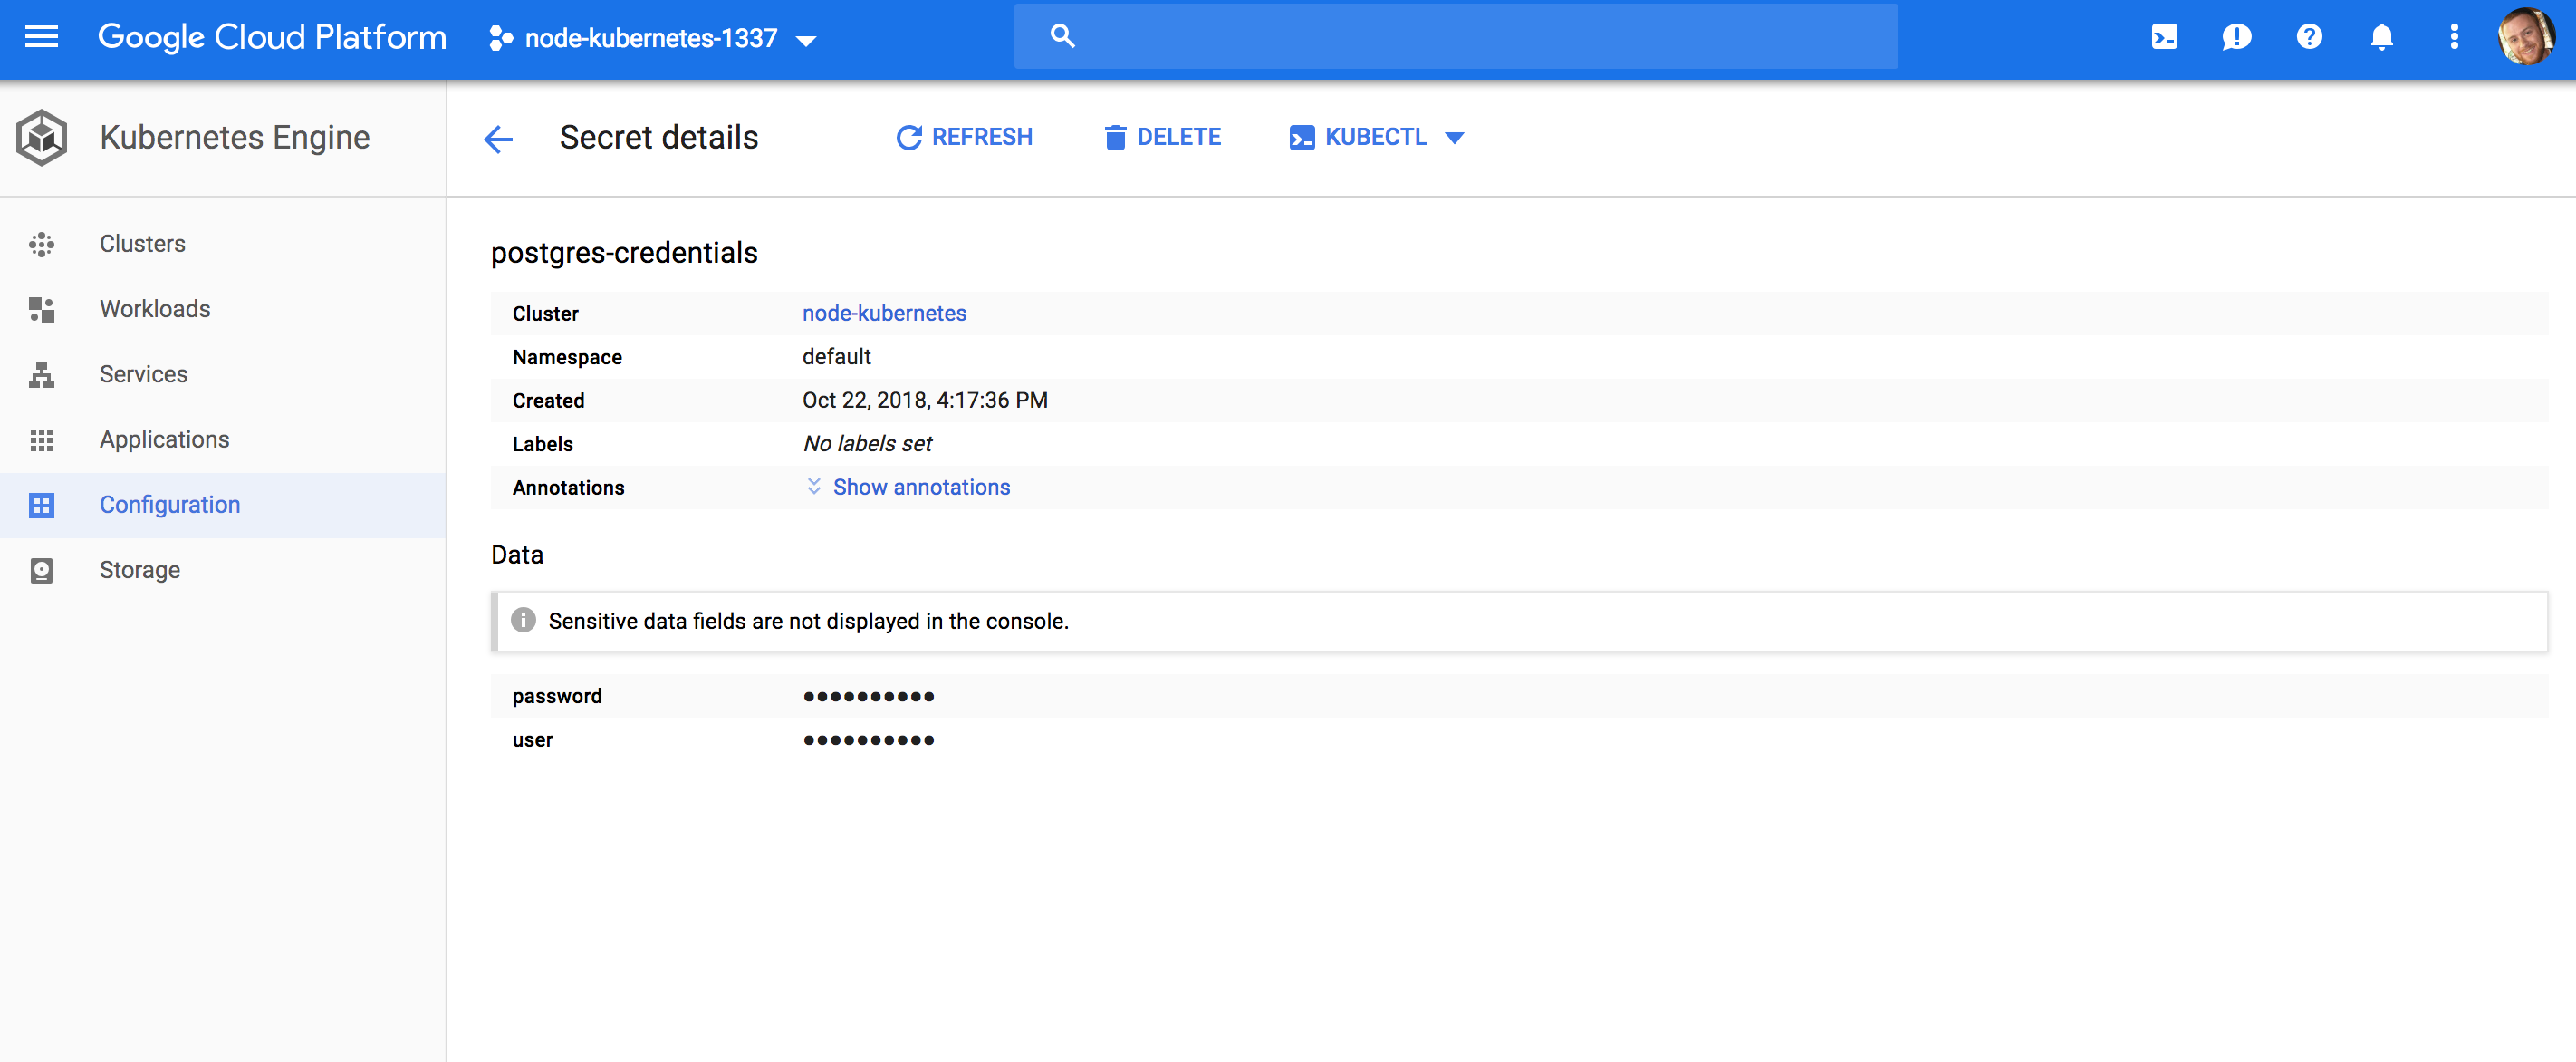 Google Cloud Platform node-kubernetes-1337
Kubernetes Engine
Clusters
Workloads
Services
Applications
Configuration
Storage
Secret details REFRESH DELETE KUBECTL
postgres-credentials
Cluster node-kubernetes
Namespace default
Created Oct 22, 2018, 4:17:36 PM
Labels No labels set
Annotations Show annotations
Data
Sensitive data fields are not displayed in the console.
password ••••••••••
user ••••••••••